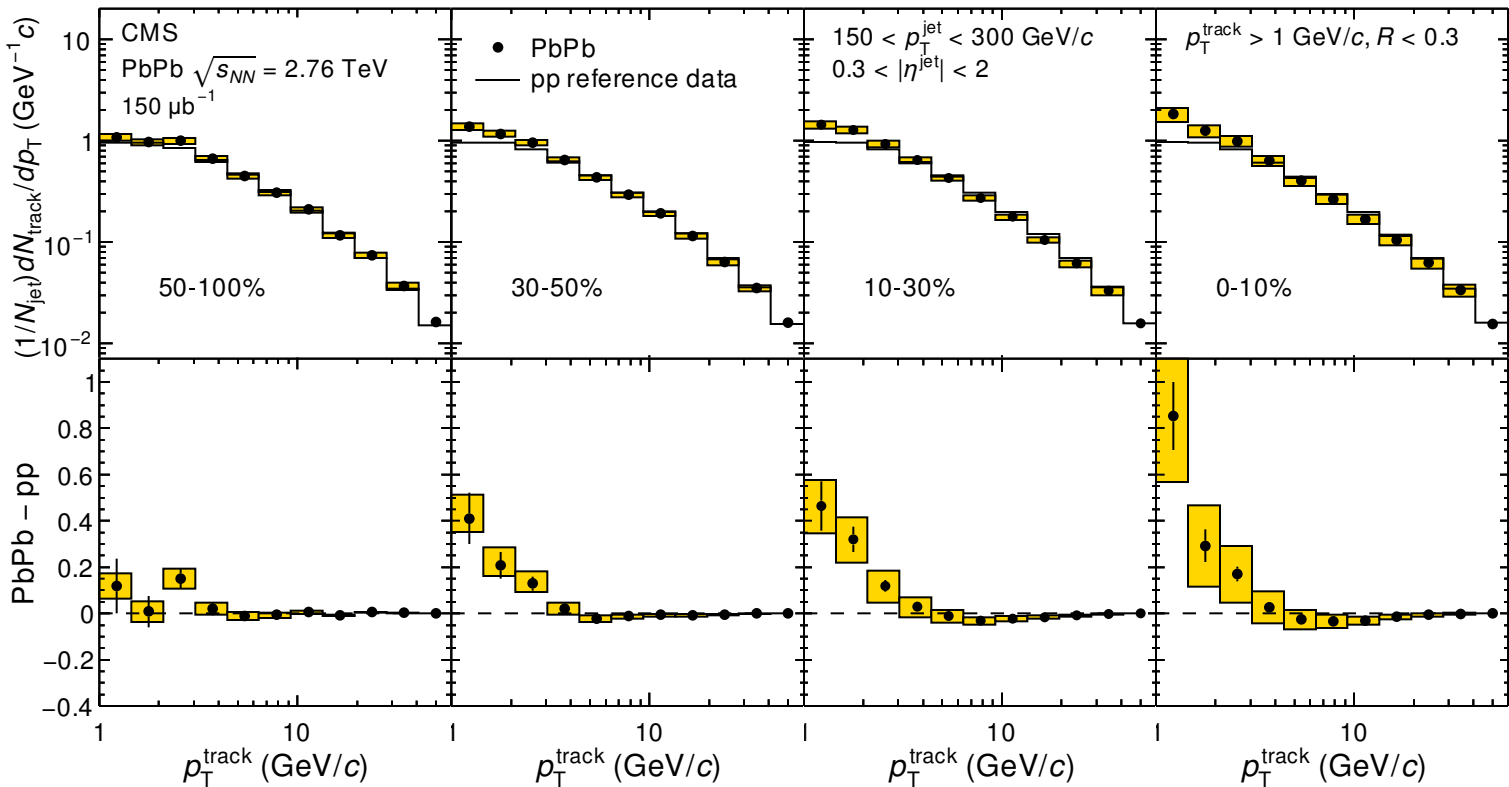 CMS
PbPb √s_NN = 2.76 TeV
150 μb⁻¹
PbPb
pp reference data
150 < p_T^jet < 300 GeV/c
0.3 < |η^jet| < 2
p_T^track > 1 GeV/c, R < 0.3
(1/N_jet) dN_track/dp_T (GeV⁻¹c)
10
1
10⁻¹
10⁻²
50-100%
30-50%
10-30%
0-10%
PbPb − pp
1
0.8
0.6
0.4
0.2
0
−0.2
−0.4
1 10 1 10 1 10 1 10
p_T^track (GeV/c) p_T^track (GeV/c) p_T^track (GeV/c) p_T^track (GeV/c)